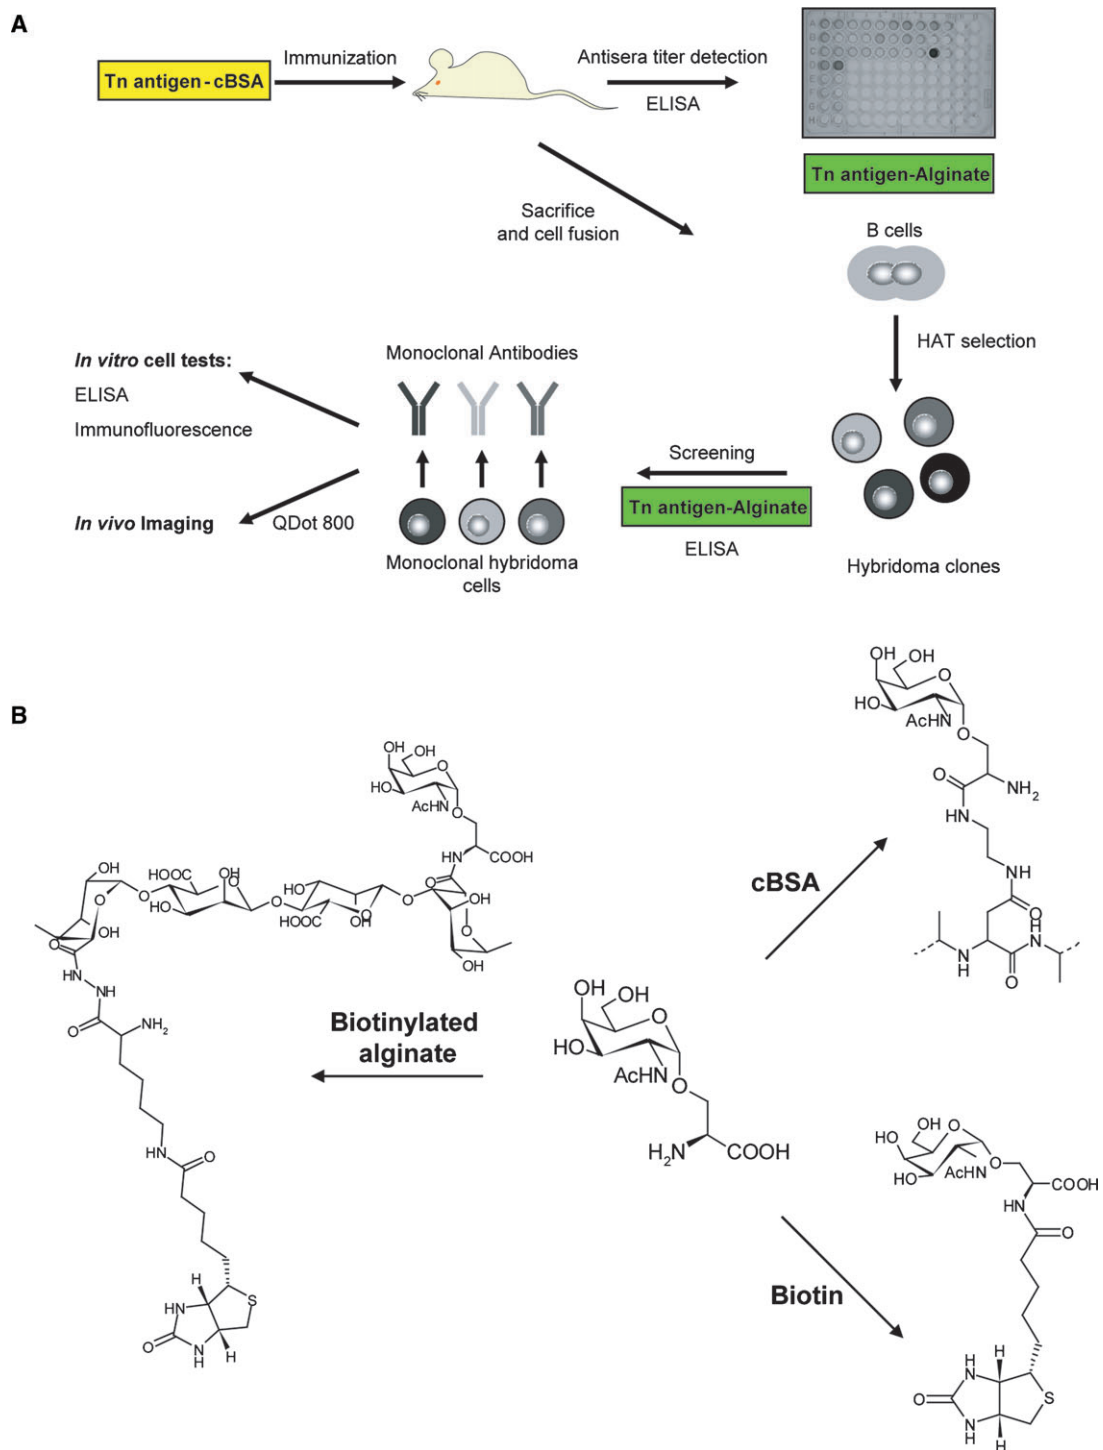 A
Tn antigen-cBSA
Immunization
Antisera titer detection
ELISA
Tn antigen-Alginate
Sacrifice
and cell fusion
B cells
HAT selection
Hybridoma clones
Screening
Tn antigen-Alginate
ELISA
Monoclonal Antibodies
Monoclonal hybridoma
cells
In vitro cell tests:
ELISA
Immunofluorescence
In vivo Imaging
QDot 800
B
OH
OH
O
HO
AcHN
O
COOH
HN
O
OH
HOOC
OH
O
O
HO
O
HO
OH
O
O
HOOC
OH
O
OH
O
OH
O
O
OH
O
NH
NH
O
NH2
HN
O
H
HN
S
O
N
H
H
Biotinylated
alginate
OH
OH
O
HO
AcHN
O
H2N
COOH
cBSA
OH
OH
O
HO
AcHN
O
O
NH2
NH
NH
O
H
N
N
H
O
Biotin
OH
HO
O
HO
AcHN
O
COOH
NH
O
H
H
N
S
O
N
H
H